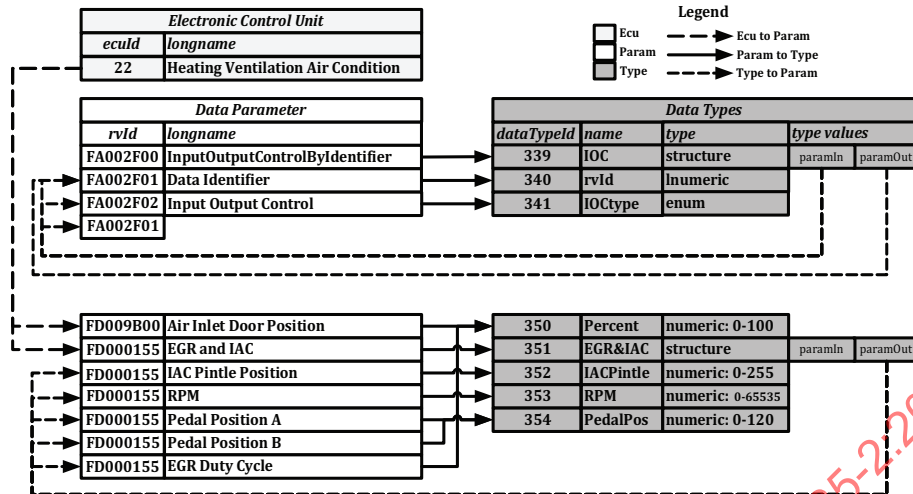 Electronic Control Unit
ecuId longname
22 Heating Ventilation Air Condition
Legend
Ecu
Param
Type
Ecu to Param
Param to Type
Type to Param
Data Parameter
rvId longname
FA002F00 InputOutputControlByIdentifier
FA002F01 Data Identifier
FA002F02 Input Output Control
FA002F01
Data Types
dataTypeId name type type values
339 IOC structure paramIn paramOut
340 rvId lnumeric
341 IOCtype enum
FD009B00 Air Inlet Door Position
FD000155 EGR and IAC
FD000155 IAC Pintle Position
FD000155 RPM
FD000155 Pedal Position A
FD000155 Pedal Position B
FD000155 EGR Duty Cycle
350 Percent numeric: 0-100
351 EGR&IAC structure paramIn paramOut
352 IACPintle numeric: 0-255
353 RPM numeric: 0-65535
354 PedalPos numeric: 0-120